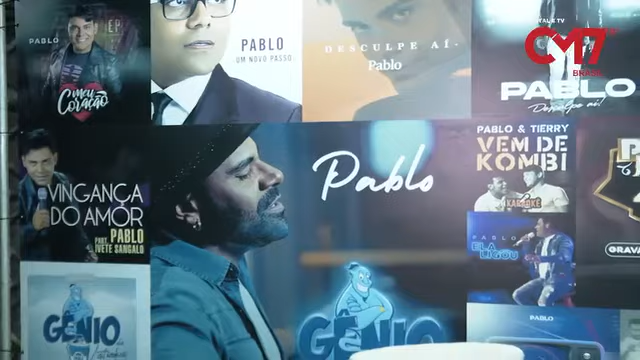 PABLO
EP
meu
Coração
PABLO
UM NOVO PASSO
DESCULPE AÍ.
Pablo
CM7
BRASIL
PABLO
Desculpe aí!
VINGANÇA
DO AMOR
PART. PABLO
IVETE SANGALO
Pablo
PABLO & TIERRY
VEM DE
KOMBI
KARAOKÊ
PABLO
ELA
LIGOU
GRAVA
GÊNIO
GÊNIO
PABLO